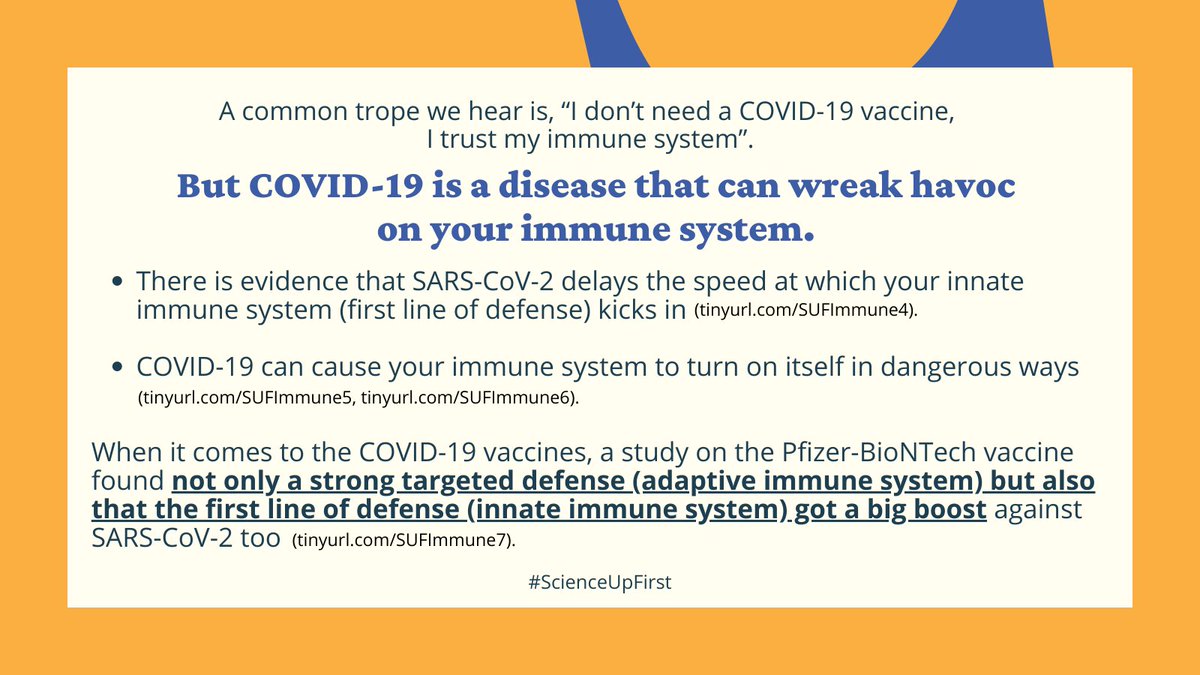 A common trope we hear is, “I don’t need a COVID-19 vaccine,
I trust my immune system”.
But COVID-19 is a disease that can wreak havoc
on your immune system.
• There is evidence that SARS-CoV-2 delays the speed at which your innate
immune system (first line of defense) kicks in (tinyurl.com/SUFImmune4).
• COVID-19 can cause your immune system to turn on itself in dangerous ways
(tinyurl.com/SUFImmune5, tinyurl.com/SUFImmune6).
When it comes to the COVID-19 vaccines, a study on the Pfizer-BioNTech vaccine
found not only a strong targeted defense (adaptive immune system) but also
that the first line of defense (innate immune system) got a big boost against
SARS-CoV-2 too (tinyurl.com/SUFImmune7).
#ScienceUpFirst